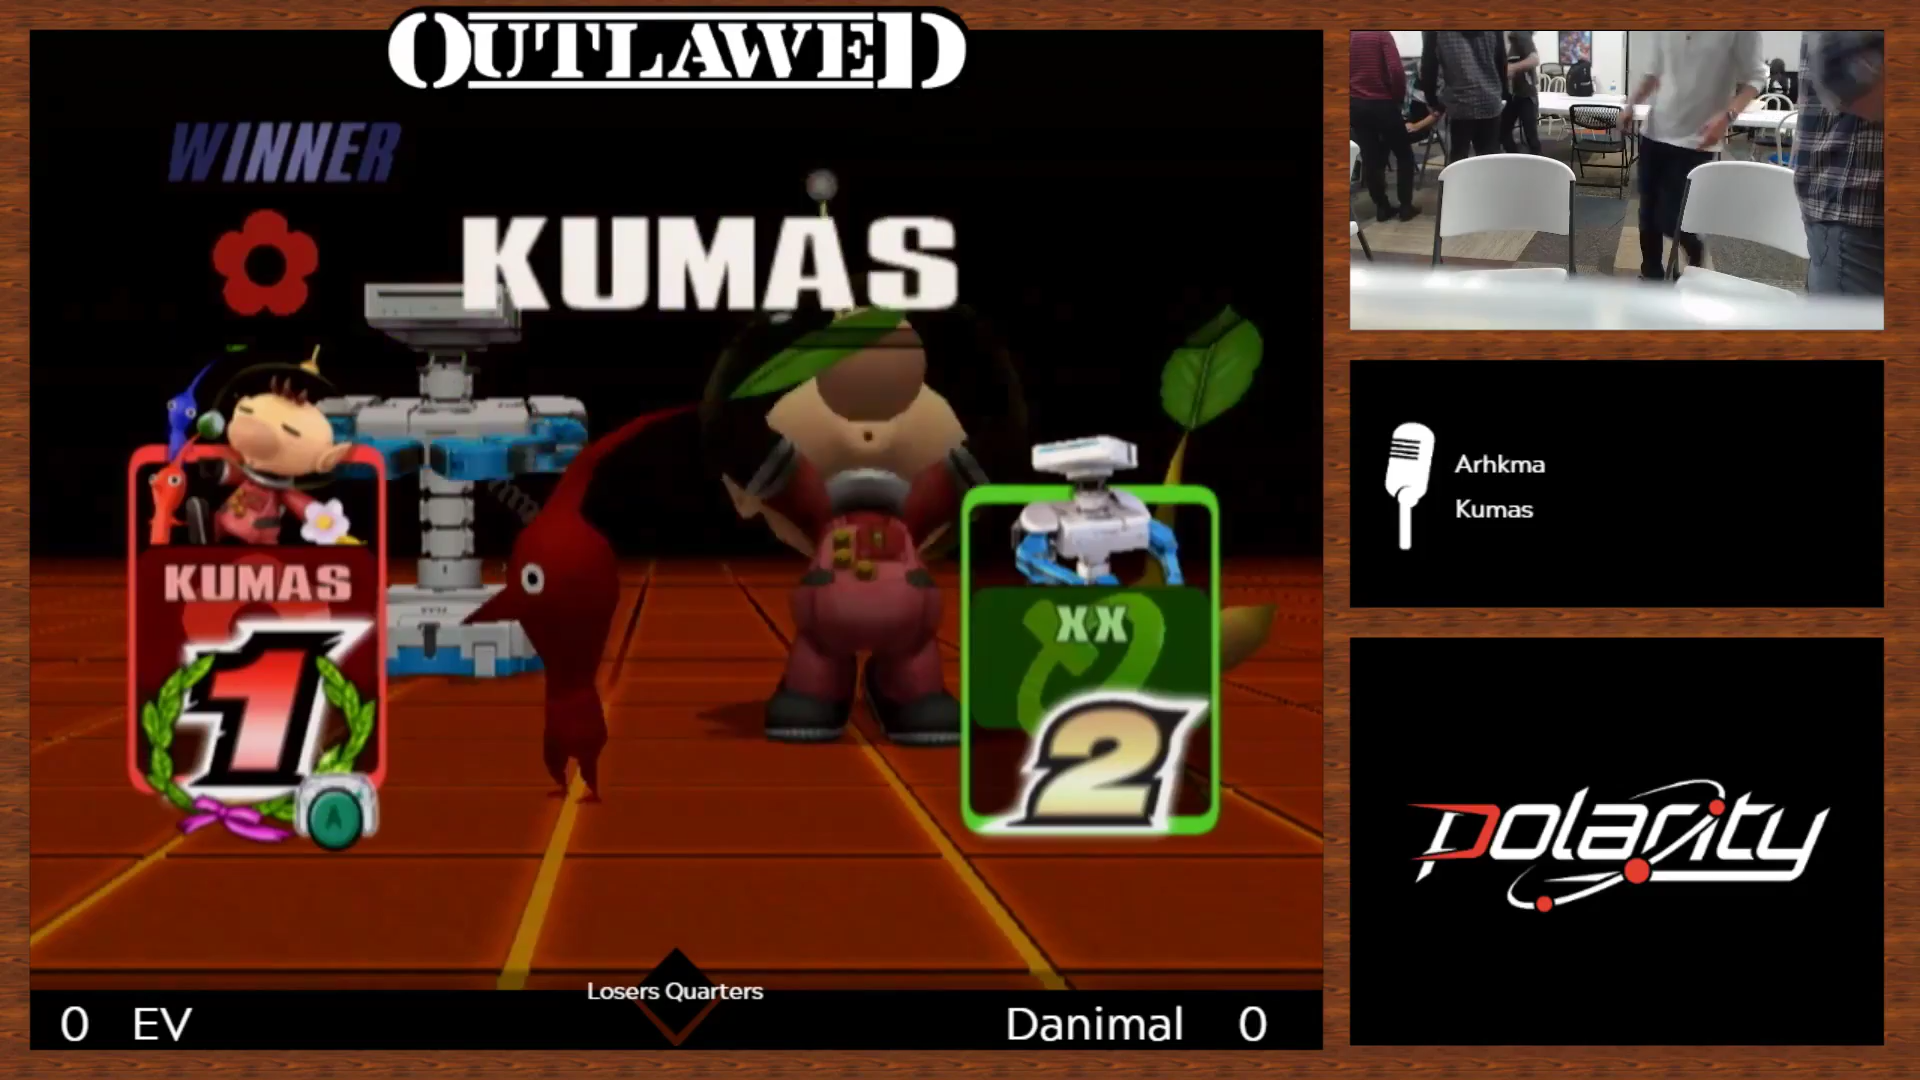 OUTLAWED
WINNER
KUMAS
KUMAS
1
A
XX
2
Losers Quarters
0 EV
Danimal 0
Arhkma
Kumas
polarity